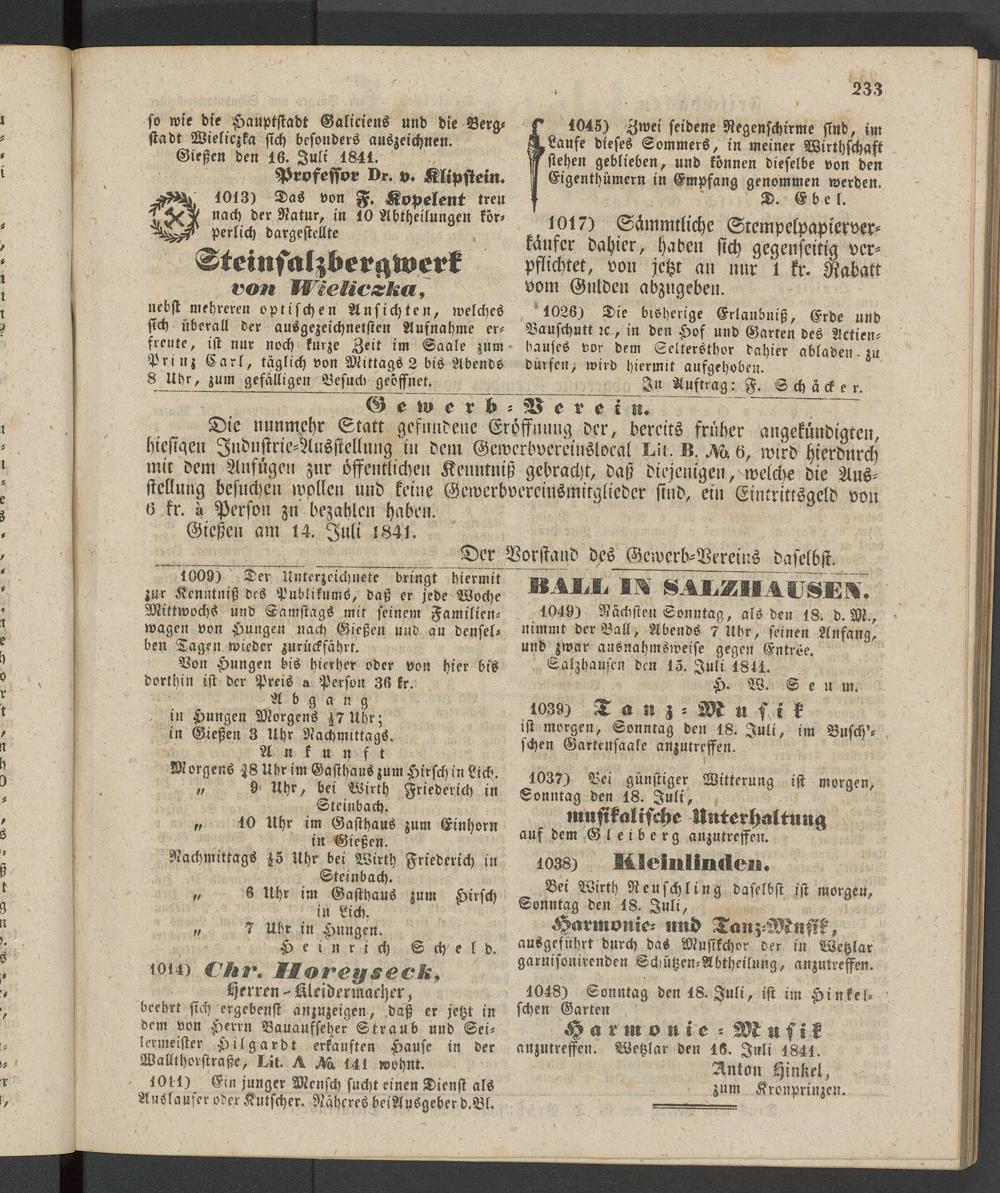 233
so wie die Hauptstadt Galiciens und die Berg-
stadt Wieliczka sich besonders auszeichnen.
Gießen den 16. Juli 1841.
Professor Dr. v. Klipstein.
1013) Das von F. Kopelent treu
nach der Natur, in 10 Abtheilungen kör-
perlich dargestellte
Steinsalzbergwerk
von Wieliczka,
nebst mehreren optischen Ansichten, welches
sich überall der ausgezeichnetsten Aufnahme er-
freute, ist nur noch kurze Zeit im Saale zum
Prinz Carl, täglich von Mittags 2 bis Abends
8 Uhr, zum gefälligen Besuch geöffnet.
1045) Zwei seidene Regenschirme sind, im
Laufe dieses Sommers, in meiner Wirthschaft
stehen geblieben, und können dieselbe von den
Eigenthümern in Empfang genommen werden.
D. Ebel.
1017) Sämmtliche Stempelpapierver-
käufer dahier, haben sich gegenseitig ver-
pflichtet, von jetzt an nur 1 kr. Rabatt
vom Gulden abzugeben.
1026) Die bisherige Erlaubniß, Erde und
Bauschutt ꝛc, in den Hof und Garten des Actien-
hauses vor dem Seltersthor dahier abladen zu
dürfen, wird hiermit aufgehoben.
In Auftrag: F. Schäcker.
Gewerb-Verein.
Die nunmehr Statt gefundene Eröffnung der, bereits früher angekündigten,
hiesigen Industrie-Ausstellung in dem Gewerbvereinslocal Lit. B. No. 6, wird hierdurch
mit dem Anfügen zur öffentlichen Kenntniß gebracht, daß diejenigen, welche die Aus-
stellung besuchen wollen und keine Gewerbvereinsmitglieder sind, ein Eintrittsgeld von
6 kr. à Person zu bezahlen haben.
Gießen am 14. Juli 1841.
Der Vorstand des Gewerb-Vereins daselbst.
1009) Der Unterzeichnete bringt hiermit
zur Kenntniß des Publikums, daß er jede Woche
Mittwochs und Samstags mit seinem Familien-
wagen von Hungen nach Gießen und an densel-
ben Tagen wieder zurückfährt.
Von Hungen bis hierher oder von hier bis
dorthin ist der Preis a Person 36 kr.
Abgang
in Hungen Morgens ½7 Uhr;
in Gießen 3 Uhr Nachmittags.
Ankunft
Morgens ½8 Uhr im Gasthaus zum Hirsch in Lich.
„ 9 Uhr, bei Wirth Friederich in
Steinbach.
„ 10 Uhr im Gasthaus zum Einhorn
in Gießen.
Nachmittags ½5 Uhr bei Wirth Friederich in
Steinbach.
„ 6 Uhr im Gasthaus zum Hirsch
in Lich.
„ 7 Uhr in Hungen.
Heinrich Scheld.
1014) Chr. Horeyseck,
Herren-Kleidermacher,
beehrt sich ergebenst anzuzeigen, daß er jetzt in
dem von Herrn Bauaufseher Straub und Sei-
lermeister Hilgardt erkauften Hause in der
Wallthorstraße, Lit. A No. 141 wohnt.
1011) Ein junger Mensch sucht einen Dienst als
Auslaufer oder Kutscher. Näheres bei Ausgeber d. Bl.
BALL IN SALZHAUSEN.
1049) Nächsten Sonntag, als den 18. d. M.,
nimmt der Ball, Abends 7 Uhr, seinen Anfang,
und zwar ausnahmsweise gegen Entrée.
Salzhausen den 15. Juli 1841.
H. W. Seum.
1039) Tanz-Musik
ist morgen, Sonntag den 18. Juli, im Busch'-
schen Gartensaale anzutreffen.
1037) Bei günstiger Witterung ist morgen,
Sonntag den 18. Juli,
musikalische Unterhaltung
auf dem Gleiberg anzutreffen.
1038) Kleinlinden.
Bei Wirth Reuschling daselbst ist morgen,
Sonntag den 18. Juli,
Harmonie- und Tanz-Musik,
ausgeführt durch das Musikchor der in Wetzlar
garnisonirenden Schützen-Abtheilung, anzutreffen.
1048) Sonntag den 18. Juli, ist im Hinkel-
schen Garten
Harmonie-Musik
anzutreffen. Wetzlar den 16. Juli 1841.
Anton Hinkel,
zum Kronprinzen.